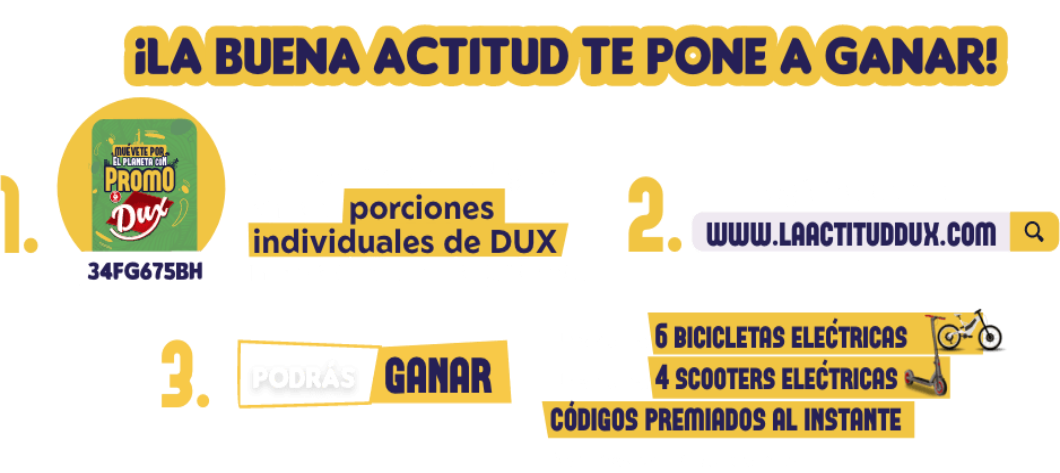 ¡LA BUENA ACTITUD TE PONE A GANAR!
1.
MUÉVETE POR
EL PLANETA CON
PROMO
Dux
34FG675BH
porciones
individuales de DUX
2.
WWW.LAACTITUDDUX.COM
3.
PODRÁS GANAR
6 BICICLETAS ELÉCTRICAS
4 SCOOTERS ELÉCTRICAS
CÓDIGOS PREMIADOS AL INSTANTE